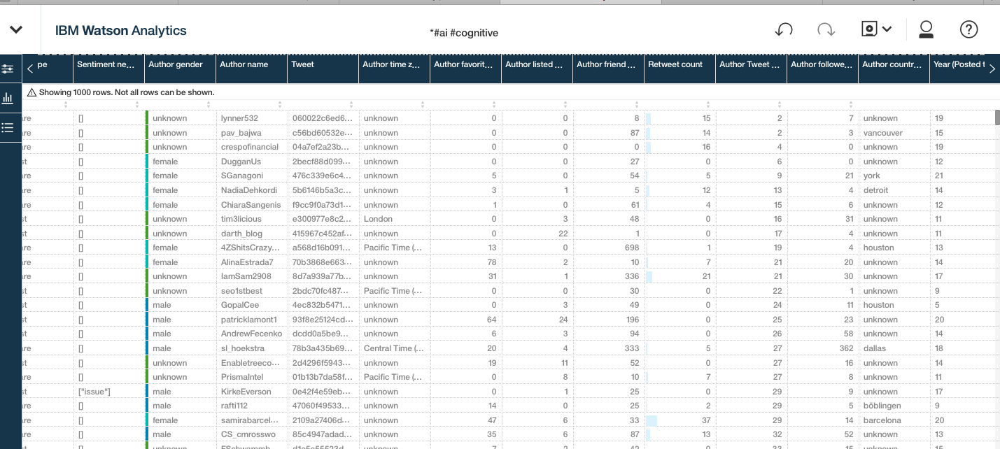 IBM Watson Analytics
*#ai #cognitive
pe Sentiment ne... Author gender Author name Tweet Author time z... Author favorit... Author listed ... Author friend ... Retweet count Author Tweet ... Author followe... Author countr... Year (Posted t
Showing 1000 rows. Not all rows can be shown.
are [] unknown lynner532 060022c6ed6... unknown 0 0 8 15 2 7 unknown 19
are [] unknown pav_bajwa c56bd60532e... unknown 0 0 87 14 2 3 vancouver 15
are [] unknown crespofinancial 04a7ef2a23b... unknown 0 0 0 16 4 0 unknown 19
st [] female DugganUs 2becf88d099... unknown 0 0 27 0 6 0 unknown 12
are [] female SGanagoni 476c339e6c4... unknown 5 0 54 5 9 21 york 21
are [] female NadiaDehkordi 5b6146b5a3c... unknown 3 1 5 12 13 4 detroit 14
are [] female ChiaraSangenis f9cc9f0a73d1... unknown 1 0 61 4 15 6 unknown 12
st [] unknown tim3licious e300977e8c2... London 0 3 48 0 16 31 unknown 11
st [] unknown darth_blog 415967c452af... unknown 0 22 1 0 17 4 unknown 11
are [] female 4ZShitsCrazy... a568d16b091... Pacific Time (... 13 0 698 1 19 4 houston 13
are [] female AlinaEstrada7 70b3868e663... unknown 78 2 10 7 21 20 unknown 14
are [] unknown IamSam2908 8d7a939a77b... unknown 31 1 336 21 21 30 unknown 17
st [] unknown seo1stbest 2bdc70fc487... Pacific Time (... 0 0 30 0 22 1 unknown 9
st [] male GopalCee 4ec832b5471... unknown 0 3 49 0 24 11 houston 5
st [] male patricklamont1 93f8e25124cd... unknown 64 24 196 0 25 23 unknown 20
st [] male AndrewFecenko dcdd0a5be9... unknown 6 3 94 0 26 58 unknown 14
are [] male sl_hoekstra 78b3a435b69... Central Time (... 20 4 333 5 27 362 dallas 18
st [] unknown Enabletreeco... 2d4296f5943... unknown 19 11 52 0 27 16 unknown 14
are [] unknown PrismaIntel 01b13b7da58f... Pacific Time (... 0 8 10 7 27 8 unknown 11
st ["issue"] male KirkeEverson 0e42f4e59eb... unknown 0 1 25 0 29 9 unknown 17
are [] male rafti112 47060f49533... unknown 14 0 25 2 29 5 böblingen 9
are [] female samirabarcel... 2109a27406d... unknown 47 6 33 37 29 14 barcelona 20
are [] male CS_cmrosswo 85c4947adad... unknown 35 6 87 13 32 52 unknown 13